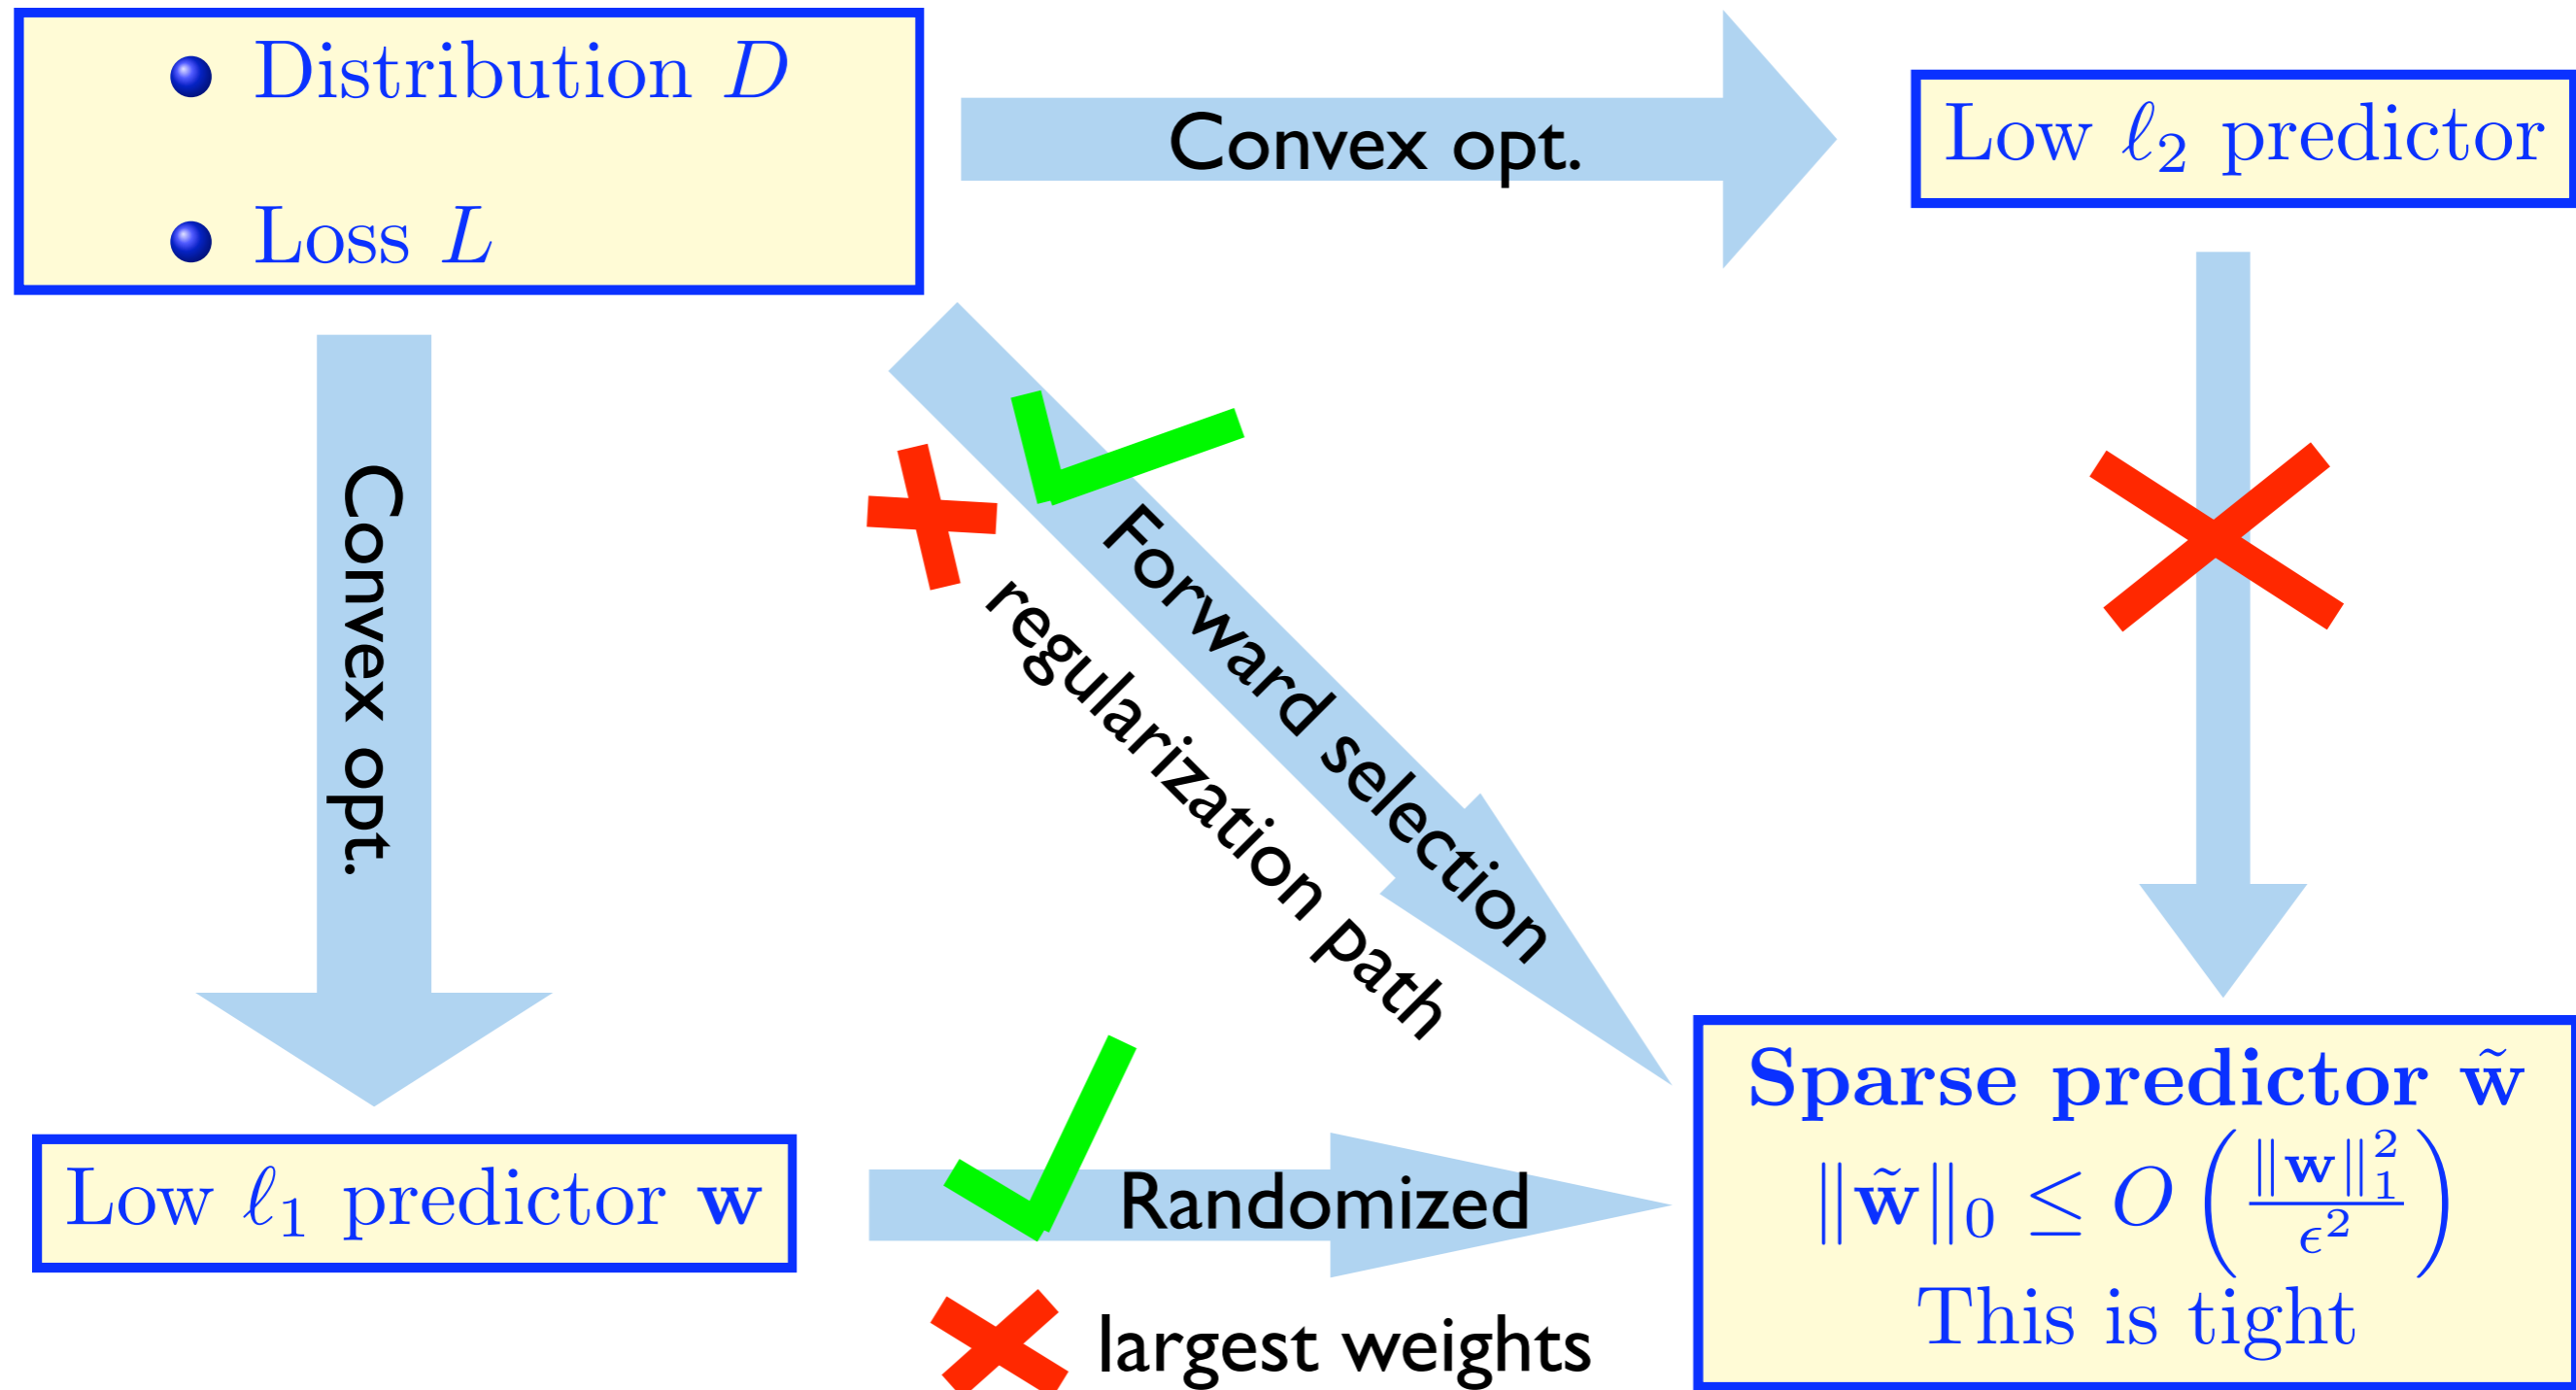 • Distribution D
• Loss L
Convex opt.
Low ℓ₂ predictor
Convex opt.
Forward selection
regularization path
Low ℓ₁ predictor w
Randomized
largest weights
Sparse predictor w̃
‖w̃‖₀ ≤ O(‖w‖₁²/ϵ²)
This is tight